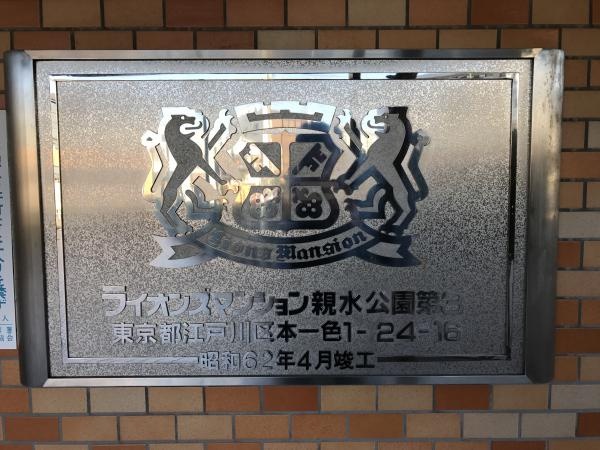 Lions Mansion
ライオンズマンション親水公園第3
東京都江戸川区本一色1-24-16
昭和62年4月竣工